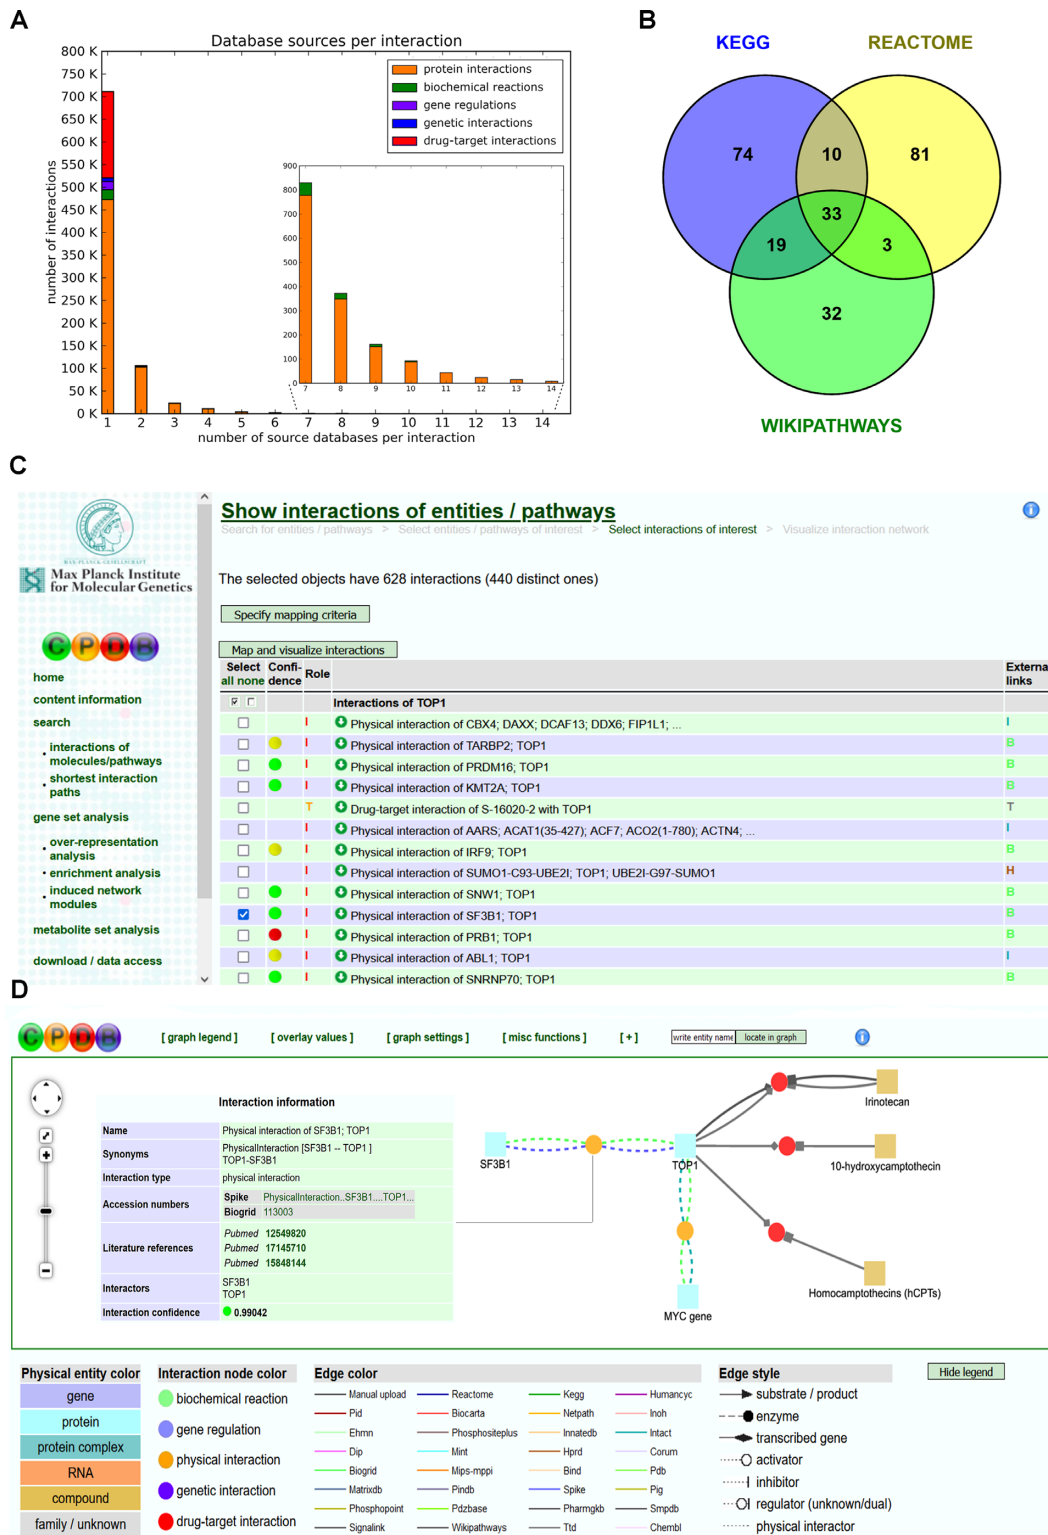 A
Database sources per interaction
800 K
750 K
700 K
650 K
600 K
550 K
500 K
450 K
400 K
350 K
300 K
250 K
200 K
150 K
100 K
50 K
0 K
number of interactions
protein interactions
biochemical reactions
gene regulations
genetic interactions
drug-target interactions
900
800
700
600
500
400
300
200
100
0
7 8 9 10 11 12 13 14
1 2 3 4 5 6 7 8 9 10 11 12 13 14
number of source databases per interaction
B
KEGG
REACTOME
74
10
81
33
19
3
32
WIKIPATHWAYS
C
MAX-PLANCK-GESELLSCHAFT
Max Planck Institute
for Molecular Genetics
C P D B
home
content information
search
• interactions of
molecules/pathways
• shortest interaction
paths
gene set analysis
• over-representation
analysis
• enrichment analysis
• induced network
modules
metabolite set analysis
download / data access
Show interactions of entities / pathways
Search for entities / pathways > Select entities / pathways of interest > Select interactions of interest > Visualize interaction network
i
The selected objects have 628 interactions (440 distinct ones)
Specify mapping criteria
Map and visualize interactions
Select
all none
Confi-
dence
Role
Externa
links
Interactions of TOP1
I Physical interaction of CBX4; DAXX; DCAF13; DDX6; FIP1L1; ... I
I Physical interaction of TARBP2; TOP1 B
I Physical interaction of PRDM16; TOP1 B
I Physical interaction of KMT2A; TOP1 B
T Drug-target interaction of S-16020-2 with TOP1 T
I Physical interaction of AARS; ACAT1(35-427); ACF7; ACO2(1-780); ACTN4; ... I
I Physical interaction of IRF9; TOP1 B
I Physical interaction of SUMO1-C93-UBE2I; TOP1; UBE2I-G97-SUMO1 H
I Physical interaction of SNW1; TOP1 B
I Physical interaction of SF3B1; TOP1 B
I Physical interaction of PRB1; TOP1 B
I Physical interaction of ABL1; TOP1 I
I Physical interaction of SNRNP70; TOP1 B
D
C P D B
[ graph legend ] [ overlay values ] [ graph settings ] [ misc functions ] [ + ]
write entity name locate in graph
i
Interaction information
Name Physical interaction of SF3B1; TOP1
Synonyms PhysicalInteraction [SF3B1 -- TOP1 ]
TOP1-SF3B1
Interaction type physical interaction
Accession numbers Spike PhysicalInteraction..SF3B1....TOP1...
Biogrid 113003
Literature references Pubmed 12549820
Pubmed 17145710
Pubmed 15848144
Interactors SF3B1
TOP1
Interaction confidence 0.99042
SF3B1
TOP1
MYC gene
Irinotecan
10-hydroxycamptothecin
Homocamptothecins (hCPTs)
Physical entity color
gene
protein
protein complex
RNA
compound
family / unknown
Interaction node color
biochemical reaction
gene regulation
physical interaction
genetic interaction
drug-target interaction
Edge color
Manual upload Reactome Kegg Humancyc
Pid Biocarta Netpath Inoh
Ehmn Phosphositeplus Innatedb Intact
Dip Mint Hprd Corum
Biogrid Mips-mppi Bind Pdb
Matrixdb Pindb Spike Pig
Phosphopoint Pdzbase Pharmgkb Smpdb
Signalink Wikipathways Ttd Chembl
Edge style
substrate / product
enzyme
transcribed gene
activator
inhibitor
regulator (unknown/dual)
physical interactor
Hide legend